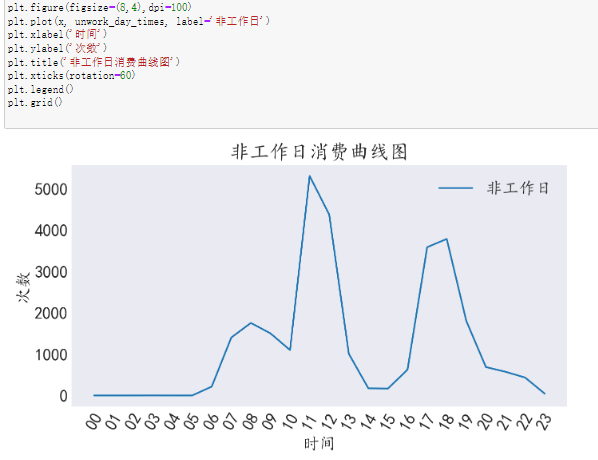 plt.figure(figsize=(8,4),dpi=100)
plt.plot(x, unwork_day_times, label='非工作日')
plt.xlabel('时间')
plt.ylabel('次数')
plt.title('非工作日消费曲线图')
plt.xticks(rotation=60)
plt.legend()
plt.grid()
非工作日消费曲线图
非工作日
5000
4000
3000
2000
1000
0
次数
00 01 02 03 04 05 06 07 08 09 10 11 12 13 14 15 16 17 18 19 20 21 22 23
时间